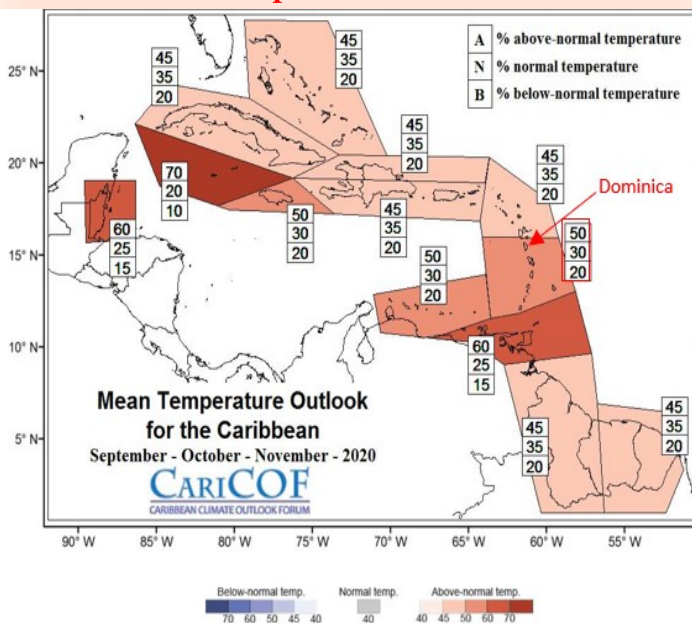 A % above-normal temperature
N % normal temperature
B % below-normal temperature
25° N
20° N
15° N
10° N
5° N
45
35
20
45
35
20
45
35
20
45
35
20
70
20
10
60
25
15
50
30
20
45
35
20
Dominica
50
30
20
50
30
20
60
25
15
45
35
20
45
35
20
Mean Temperature Outlook
for the Caribbean
September - October - November - 2020
CARICOF
CARIBBEAN CLIMATE OUTLOOK FORUM
90° W 85° W 80° W 75° W 70° W 65° W 60° W 55° W
Below-normal temp. Normal temp. Above-normal temp.
70 60 50 45 40 40 40 45 50 60 70